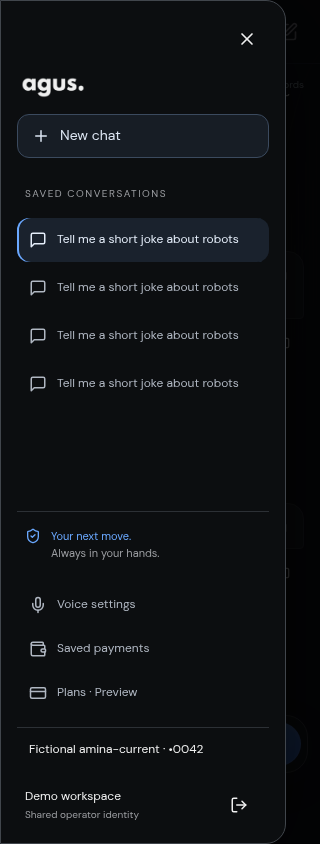 agus.
New chat
SAVED CONVERSATIONS
Tell me a short joke about robots
Tell me a short joke about robots
Tell me a short joke about robots
Tell me a short joke about robots
Your next move.
Always in your hands.
Voice settings
Saved payments
Plans · Preview
Fictional amina-current · •0042
Demo workspace
Shared operator identity